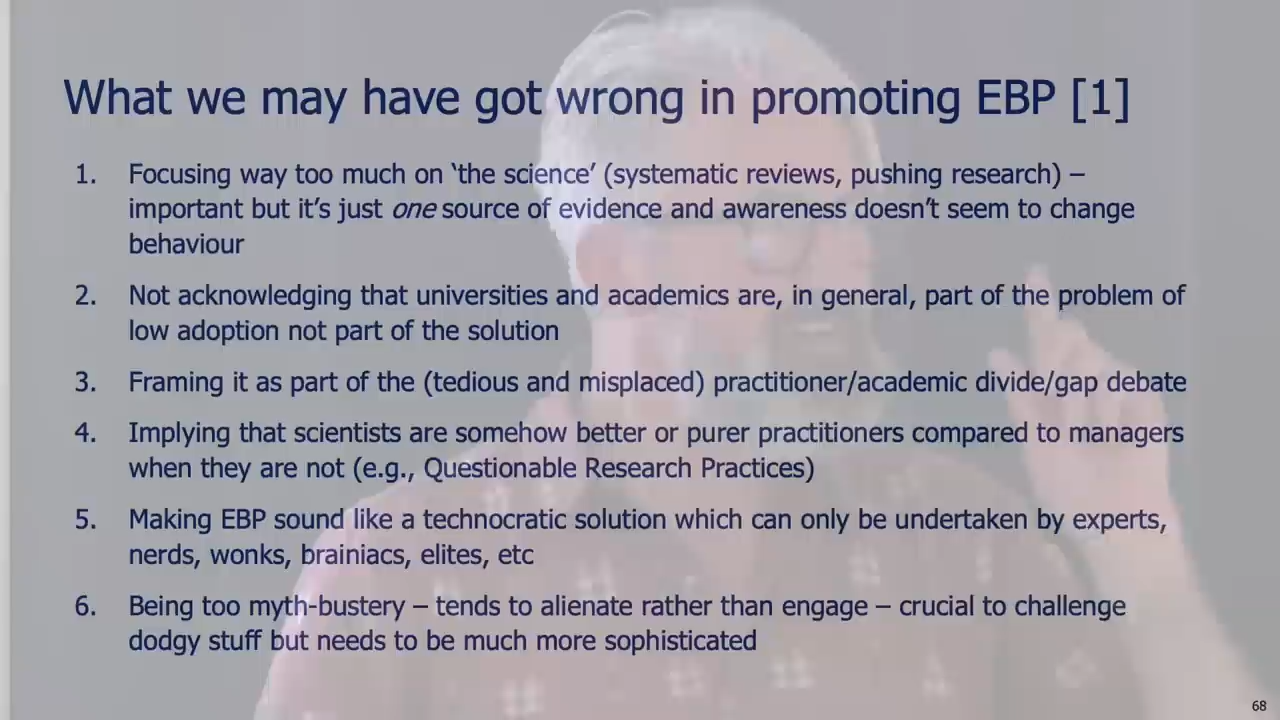 What we may have got wrong in promoting EBP [1]
1. Focusing way too much on ‘the science’ (systematic reviews, pushing research) –
important but it’s just one source of evidence and awareness doesn’t seem to change
behaviour
2. Not acknowledging that universities and academics are, in general, part of the problem of
low adoption not part of the solution
3. Framing it as part of the (tedious and misplaced) practitioner/academic divide/gap debate
4. Implying that scientists are somehow better or purer practitioners compared to managers
when they are not (e.g., Questionable Research Practices)
5. Making EBP sound like a technocratic solution which can only be undertaken by experts,
nerds, wonks, brainiacs, elites, etc
6. Being too myth-bustery – tends to alienate rather than engage – crucial to challenge
dodgy stuff but needs to be much more sophisticated
68